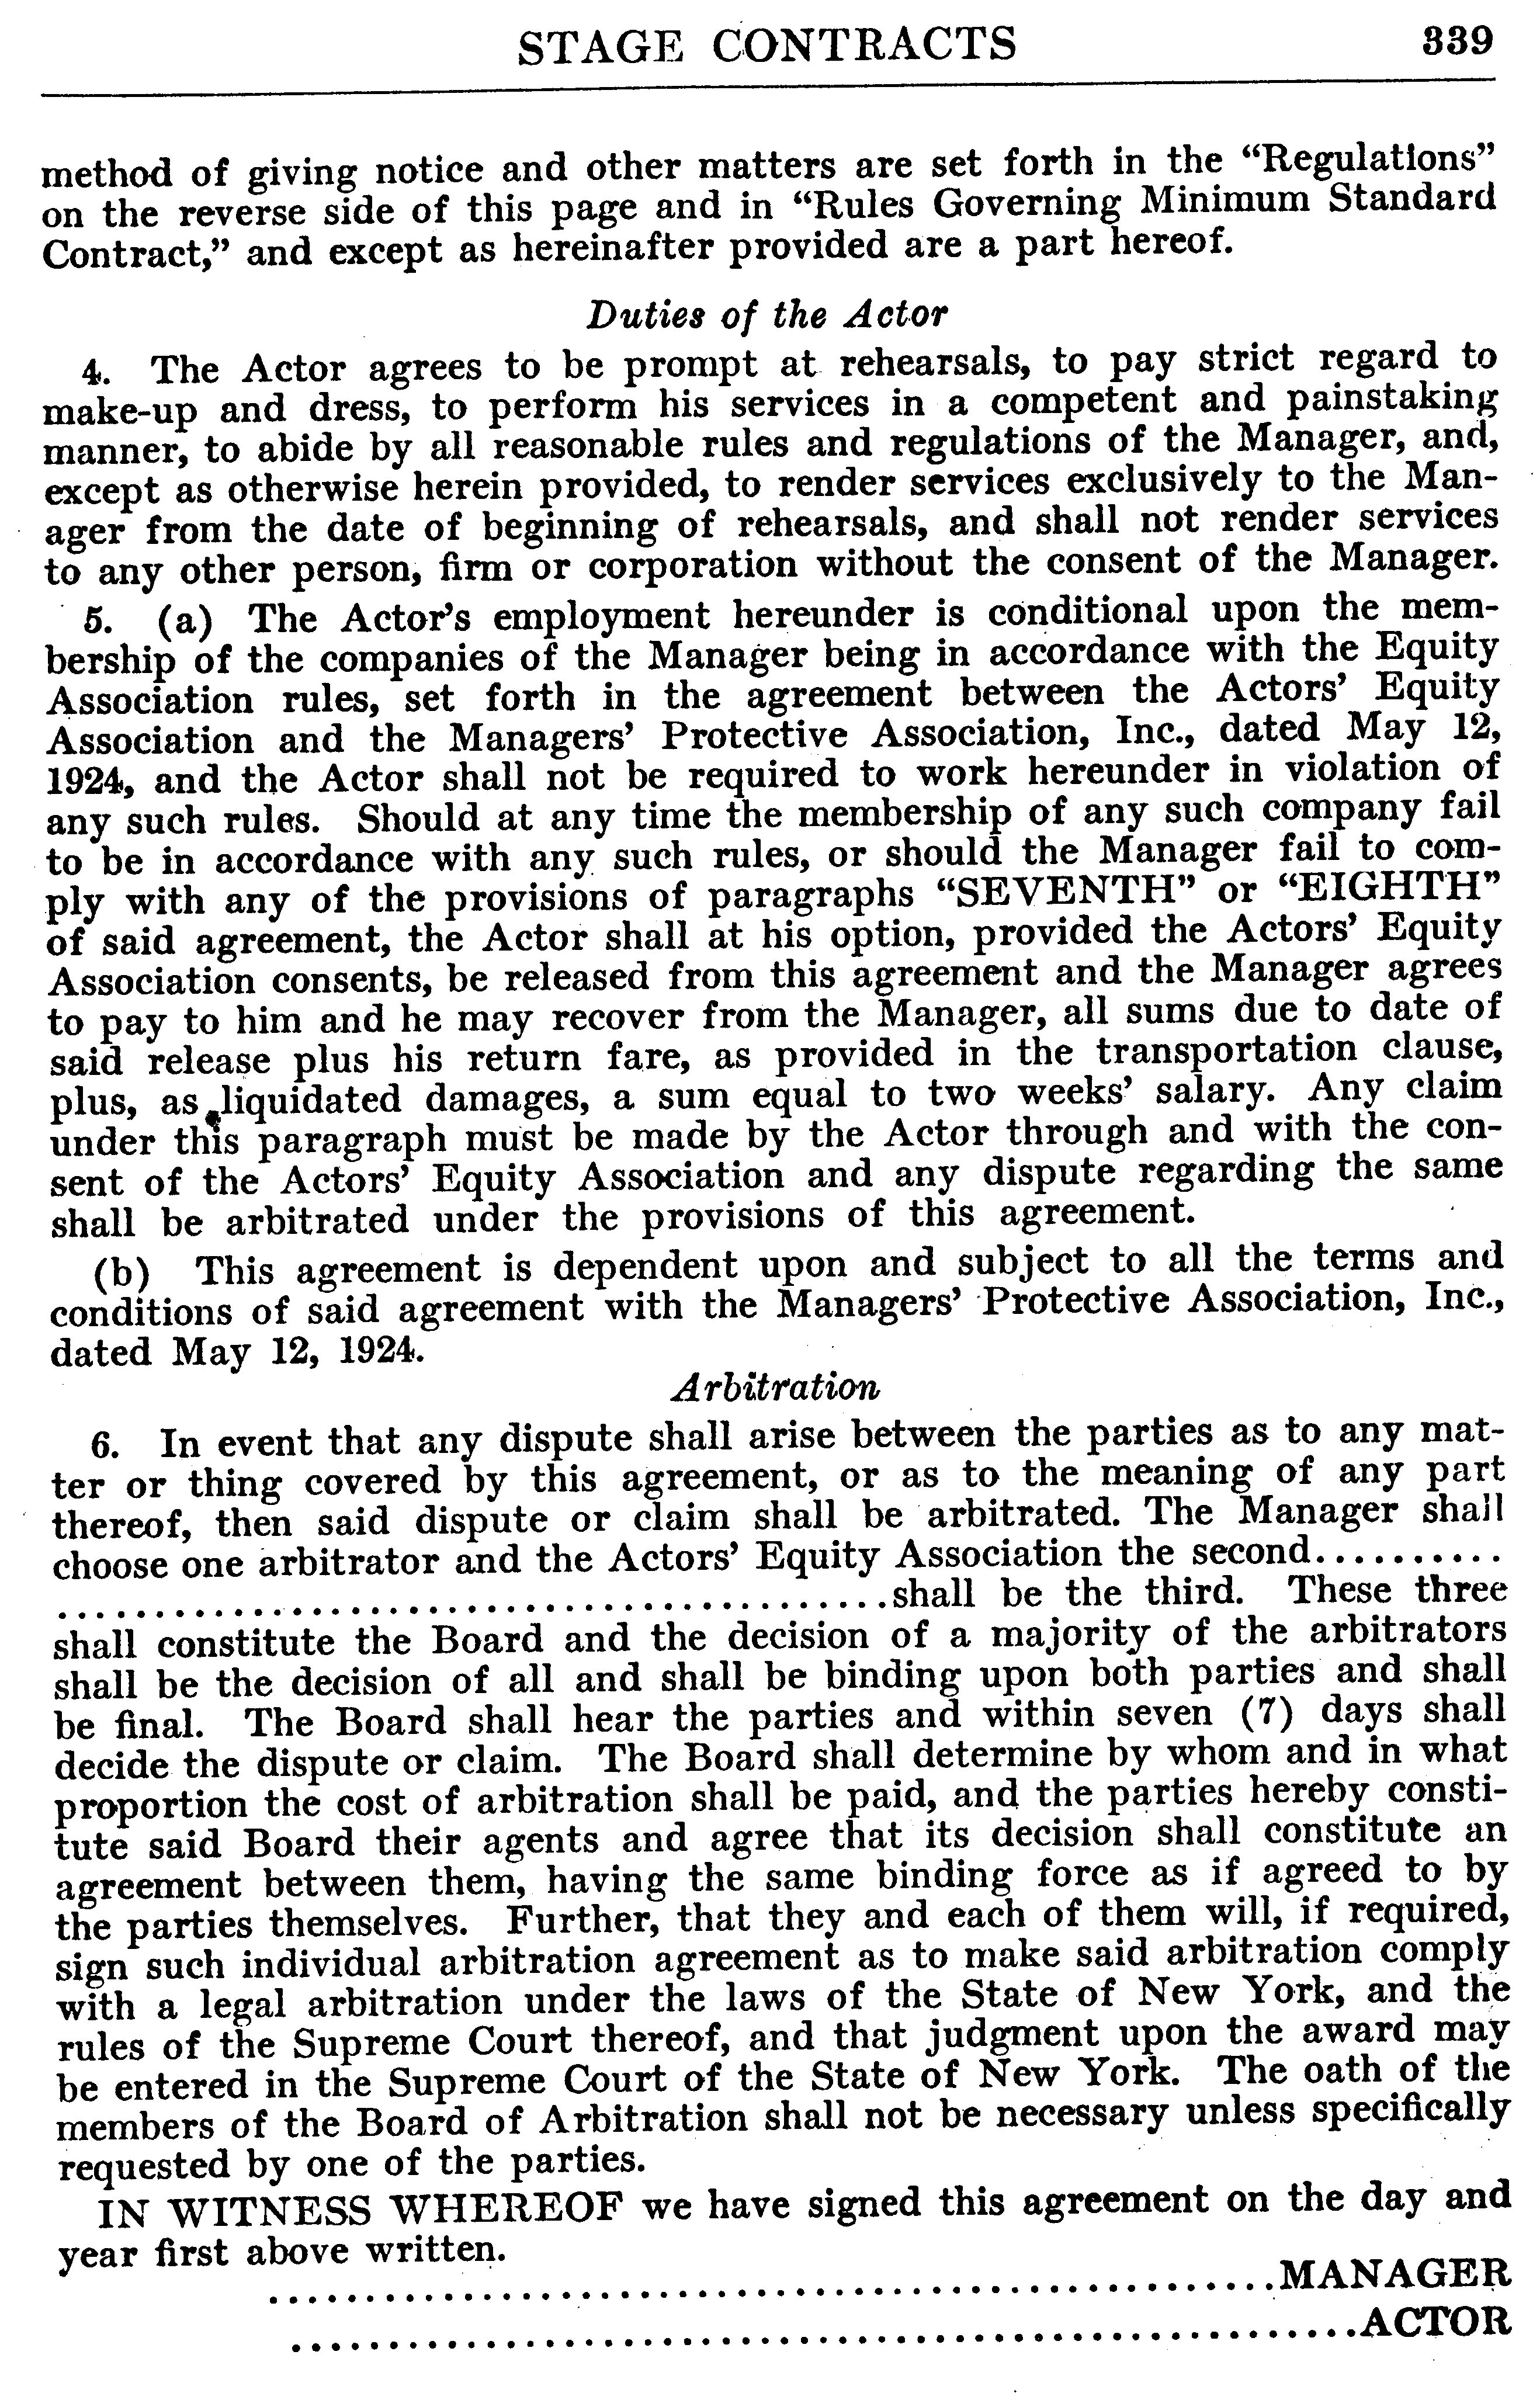 STAGE CONTRACTS 339
method of giving notice and other matters are set forth in the “Regulations”
on the reverse side of this page and in “Rules Governing Minimum Standard
Contract,” and except as hereinafter provided are a part hereof.
Duties of the Actor
4. The Actor agrees to be prompt at rehearsals, to pay strict regard to
make-up and dress, to perform his services in a competent and painstaking
manner, to abide by all reasonable rules and regulations of the Manager, and,
except as otherwise herein provided, to render services exclusively to the Man-
ager from the date of beginning of rehearsals, and shall not render services
to any other person, firm or corporation without the consent of the Manager.
5. (a) The Actor’s employment hereunder is conditional upon the mem-
bership of the companies of the Manager being in accordance with the Equity
Association rules, set forth in the agreement between the Actors’ Equity
Association and the Managers’ Protective Association, Inc., dated May 12,
1924, and the Actor shall not be required to work hereunder in violation of
any such rules. Should at any time the membership of any such company fail
to be in accordance with any such rules, or should the Manager fail to com-
ply with any of the provisions of paragraphs “SEVENTH” or “EIGHTH”
of said agreement, the Actor shall at his option, provided the Actors’ Equity
Association consents, be released from this agreement and the Manager agrees
to pay to him and he may recover from the Manager, all sums due to date of
said release plus his return fare, as provided in the transportation clause,
plus, as liquidated damages, a sum equal to two weeks’ salary. Any claim
under this paragraph must be made by the Actor through and with the con-
sent of the Actors’ Equity Association and any dispute regarding the same
shall be arbitrated under the provisions of this agreement.
(b) This agreement is dependent upon and subject to all the terms and
conditions of said agreement with the Managers’ Protective Association, Inc.,
dated May 12, 1924.
Arbitration
6. In event that any dispute shall arise between the parties as to any mat-
ter or thing covered by this agreement, or as to the meaning of any part
thereof, then said dispute or claim shall be arbitrated. The Manager shall
choose one arbitrator and the Actors’ Equity Association the second..........
...........................................shall be the third. These three
shall constitute the Board and the decision of a majority of the arbitrators
shall be the decision of all and shall be binding upon both parties and shall
be final. The Board shall hear the parties and within seven (7) days shall
decide the dispute or claim. The Board shall determine by whom and in what
proportion the cost of arbitration shall be paid, and the parties hereby consti-
tute said Board their agents and agree that its decision shall constitute an
agreement between them, having the same binding force as if agreed to by
the parties themselves. Further, that they and each of them will, if required,
sign such individual arbitration agreement as to make said arbitration comply
with a legal arbitration under the laws of the State of New York, and the
rules of the Supreme Court thereof, and that judgment upon the award may
be entered in the Supreme Court of the State of New York. The oath of the
members of the Board of Arbitration shall not be necessary unless specifically
requested by one of the parties.
IN WITNESS WHEREOF we have signed this agreement on the day and
year first above written.
....................................................MANAGER
.......................................................ACTOR